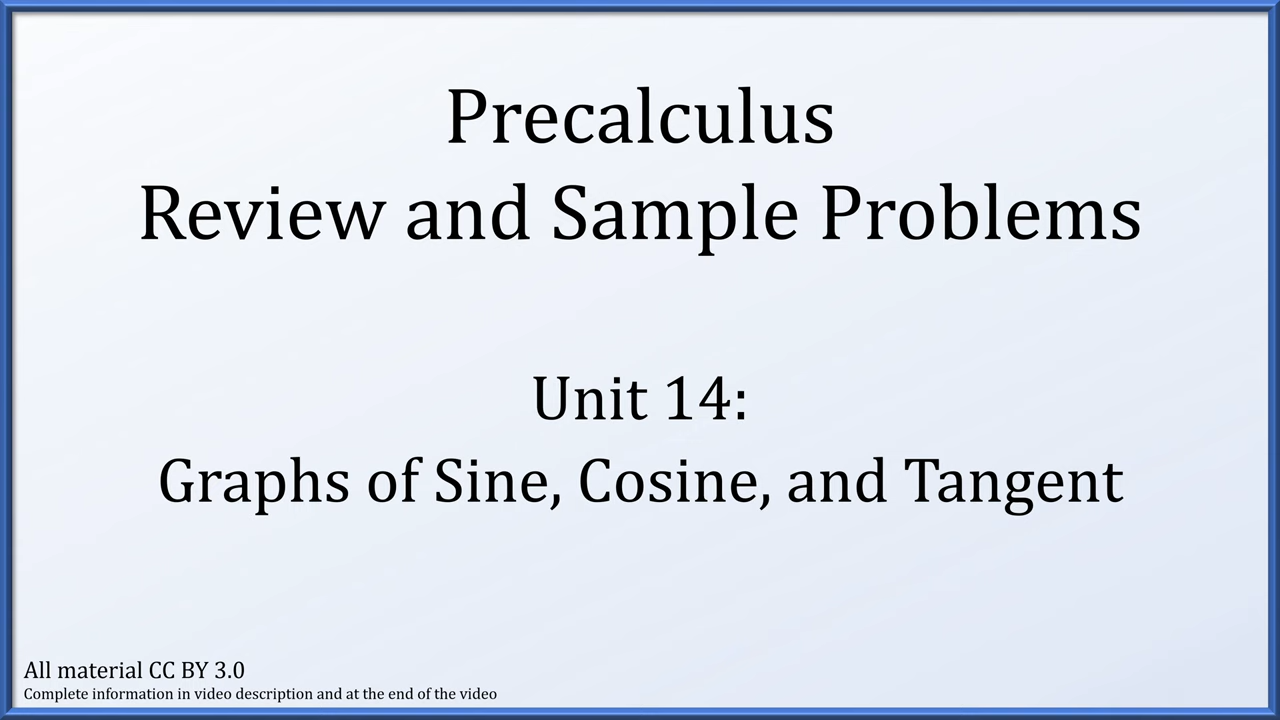 Precalculus
Review and Sample Problems
Unit 14:
Graphs of Sine, Cosine, and Tangent
All material CC BY 3.0
Complete information in video description and at the end of the video